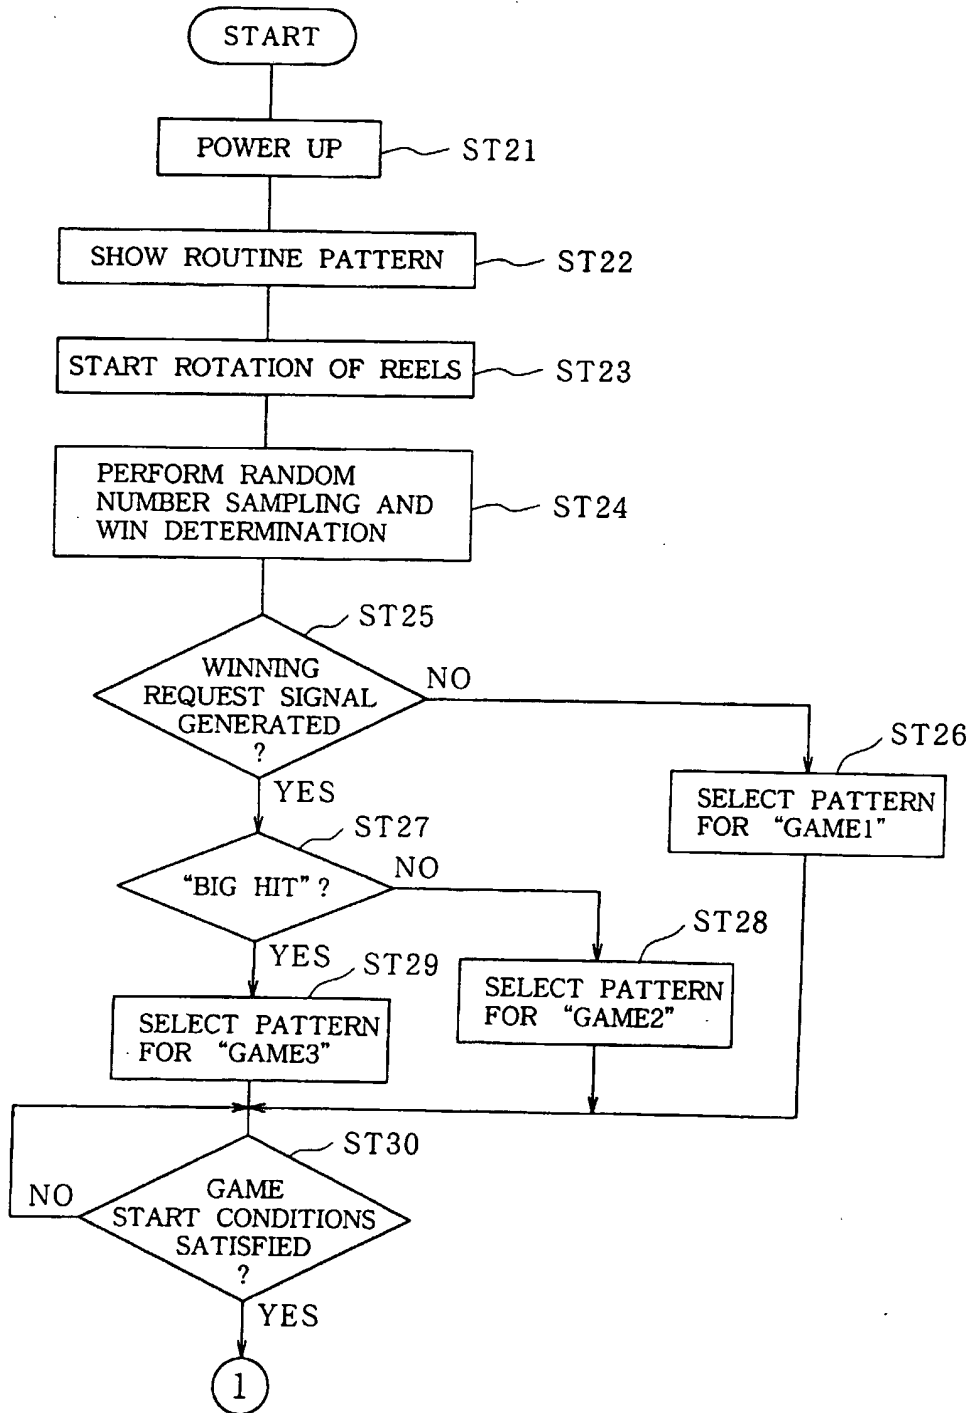 START
POWER UP
ST21
SHOW ROUTINE PATTERN
ST22
START ROTATION OF REELS
ST23
PERFORM RANDOM
NUMBER SAMPLING AND
WIN DETERMINATION
ST24
ST25
WINNING
REQUEST SIGNAL
GENERATED
?
NO
YES
ST26
SELECT PATTERN
FOR “GAME1”
ST27
“BIG HIT”?
NO
YES
ST28
SELECT PATTERN
FOR “GAME2”
ST29
SELECT PATTERN
FOR “GAME3”
ST30
GAME
START CONDITIONS
SATISFIED
?
NO
YES
1